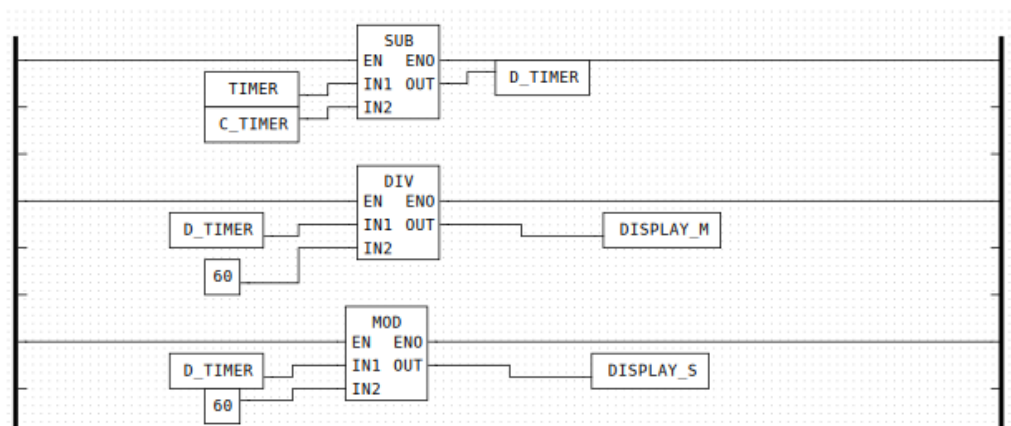 SUB
EN ENO
TIMER IN1 OUT D_TIMER
C_TIMER IN2
DIV
EN ENO
D_TIMER IN1 OUT DISPLAY_M
60 IN2
MOD
EN ENO
D_TIMER IN1 OUT DISPLAY_S
60 IN2